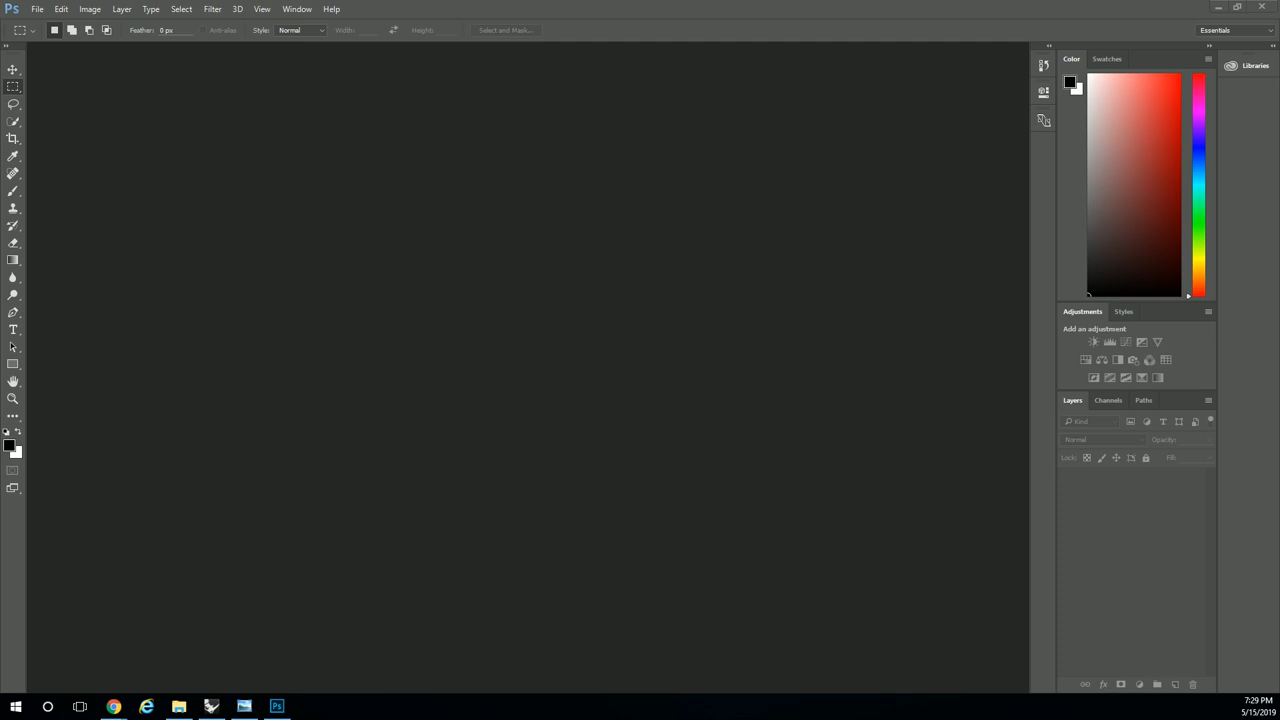 Ps File Edit Image Layer Type Select Filter 3D View Window Help
Feather: 0 px Anti-alias Style: Normal Width: Height: Select and Mask... Essentials
Color Swatches
Libraries
Adjustments Styles
Add an adjustment
Layers Channels Paths
Kind
Normal Opacity:
Lock: Fill:
T
Ps
7:29 PM
5/15/2019